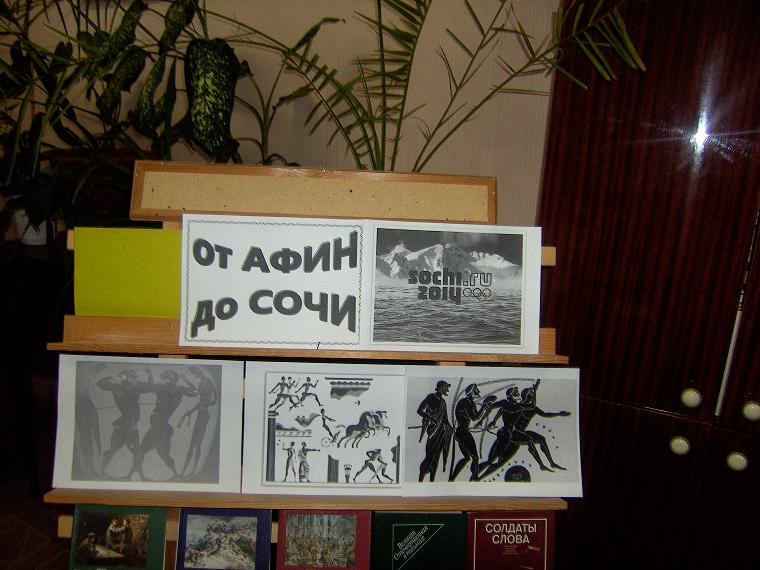 ОТ АФИН
ДО СОЧИ
sochi.ru
2014
СОЛДАТЫ
СЛОВА